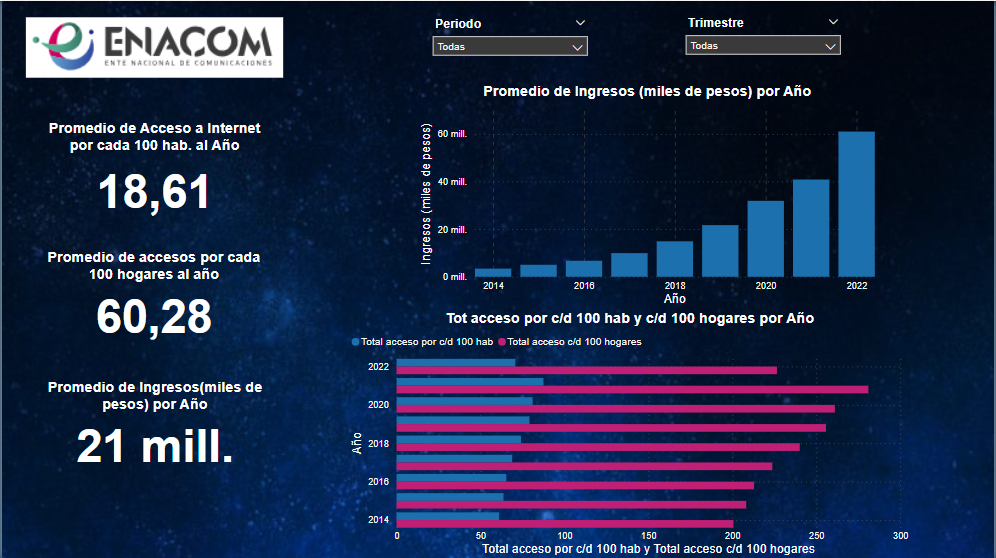 ENACOM
ENTE NACIONAL DE COMUNICACIONES
Periodo
Todas
Trimestre
Todas
Promedio de Acceso a Internet
por cada 100 hab. al Año
18,61
Promedio de accesos por cada
100 hogares al año
60,28
Promedio de Ingresos(miles de
pesos) por Año
21 mill.
Promedio de Ingresos (miles de pesos) por Año
Ingresos (miles de pesos)
60 mill.
40 mill.
20 mill.
0 mill.
2014 2016 2018 2020 2022
Año
Tot acceso por c/d 100 hab y c/d 100 hogares por Año
Total acceso por c/d 100 hab Total acceso c/d 100 hogares
Año
2022
2020
2018
2016
2014
0 50 100 150 200 250 300
Total acceso por c/d 100 hab y Total acceso c/d 100 hogares